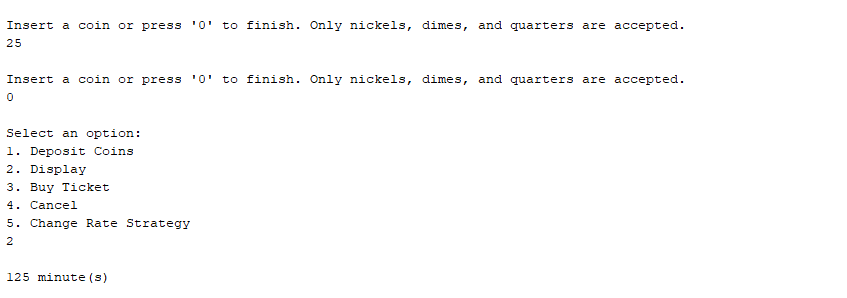 Insert a coin or press '0' to finish. Only nickels, dimes, and quarters are accepted.
25
Insert a coin or press '0' to finish. Only nickels, dimes, and quarters are accepted.
0
Select an option:
1. Deposit Coins
2. Display
3. Buy Ticket
4. Cancel
5. Change Rate Strategy
2
125 minute(s)